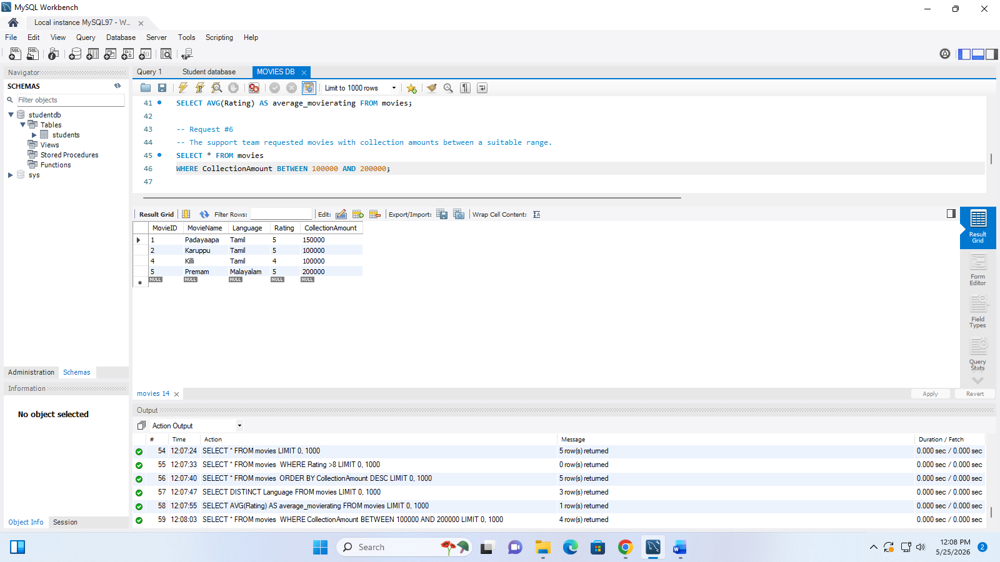 MySQL Workbench
Local instance MySQL97 - W...
File Edit View Query Database Server Tools Scripting Help
Navigator
SCHEMAS
Filter objects
studentdb
Tables
students
Views
Stored Procedures
Functions
sys
Administration Schemas
Information
No object selected
Object Info Session
Query 1 Student database MOVIES DB
Limit to 1000 rows
41 SELECT AVG(Rating) AS average_movierating FROM movies;
42
43 -- Request #6
44 -- The support team requested movies with collection amounts between a suitable range.
45 SELECT * FROM movies
46 WHERE CollectionAmount BETWEEN 100000 AND 200000;
47
Result Grid Filter Rows: Edit: Export/Import: Wrap Cell Content:
MovieID MovieName Language Rating CollectionAmount
1 Padayaapa Tamil 5 150000
2 Karuppu Tamil 5 100000
4 Killi Tamil 4 100000
5 Premam Malayalam 5 200000
NULL NULL NULL NULL NULL
Result
Grid
Form
Editor
Field
Types
Query
Stats
movies 14
Apply Revert
Output
Action Output
# Time Action Message Duration / Fetch
54 12:07:24 SELECT * FROM movies LIMIT 0, 1000 5 row(s) returned 0.000 sec / 0.000 sec
55 12:07:33 SELECT * FROM movies  WHERE Rating >8 LIMIT 0, 1000 0 row(s) returned 0.000 sec / 0.000 sec
56 12:07:40 SELECT * FROM movies  ORDER BY CollectionAmount DESC LIMIT 0, 1000 5 row(s) returned 0.000 sec / 0.000 sec
57 12:07:47 SELECT DISTINCT Language FROM movies LIMIT 0, 1000 3 row(s) returned 0.000 sec / 0.000 sec
58 12:07:55 SELECT AVG(Rating) AS average_movierating FROM movies LIMIT 0, 1000 1 row(s) returned 0.000 sec / 0.000 sec
59 12:08:03 SELECT * FROM movies  WHERE CollectionAmount BETWEEN 100000 AND 200000 LIMIT 0, 1000 4 row(s) returned 0.000 sec / 0.000 sec
Search
12:08 PM
5/25/2026
2